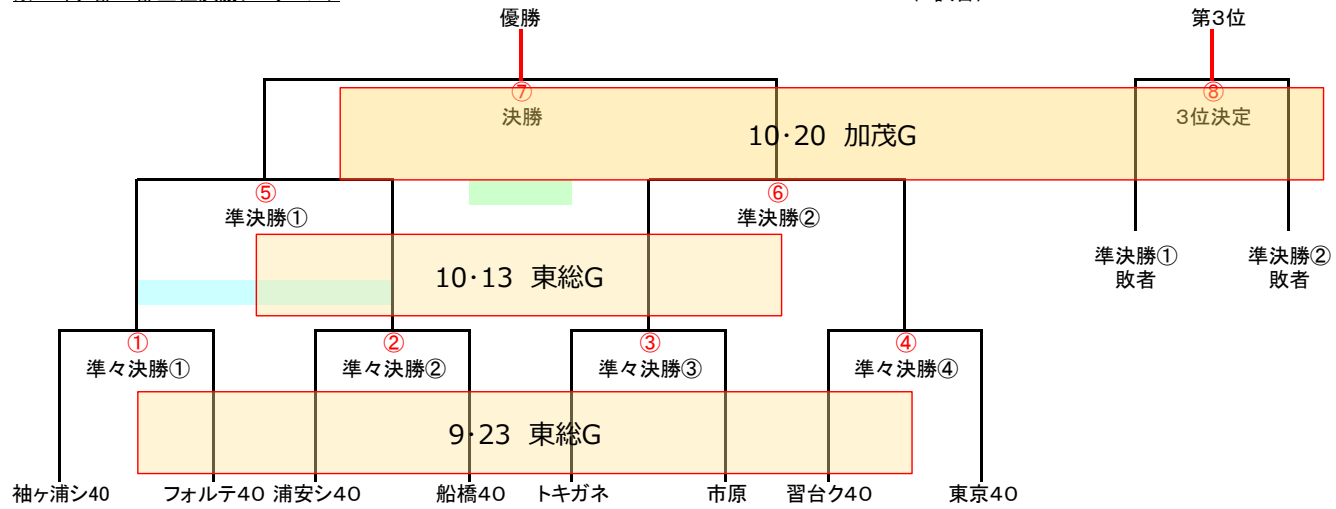 優勝
第3位
⑦
決勝
⑧
3位決定
10・20 加茂G
⑤
準決勝①
⑥
準決勝②
準決勝①
敗者
準決勝②
敗者
10・13 東総G
①
準々決勝①
②
準々決勝②
③
準々決勝③
④
準々決勝④
9・23 東総G
袖ヶ浦シ40
フォルテ40
浦安シ40
船橋40
トキガネ
市原
習台ク40
東京40